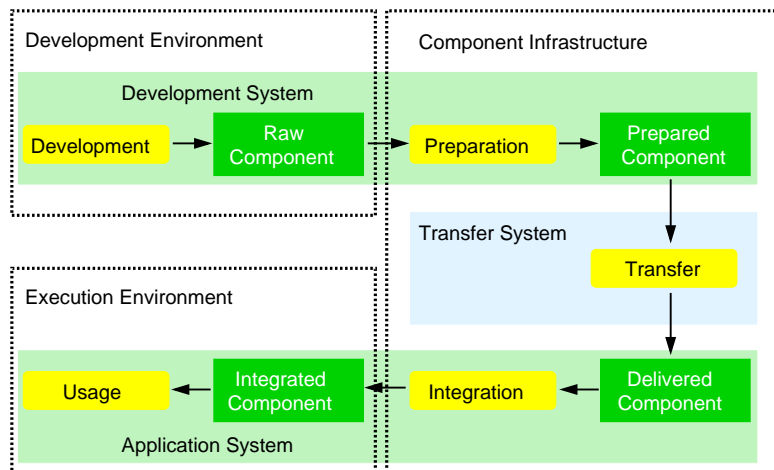 Development Environment
Component Infrastructure
Development System
Development
Raw
Component
Preparation
Prepared
Component
Transfer System
Transfer
Execution Environment
Usage
Integrated
Component
Integration
Delivered
Component
Application System